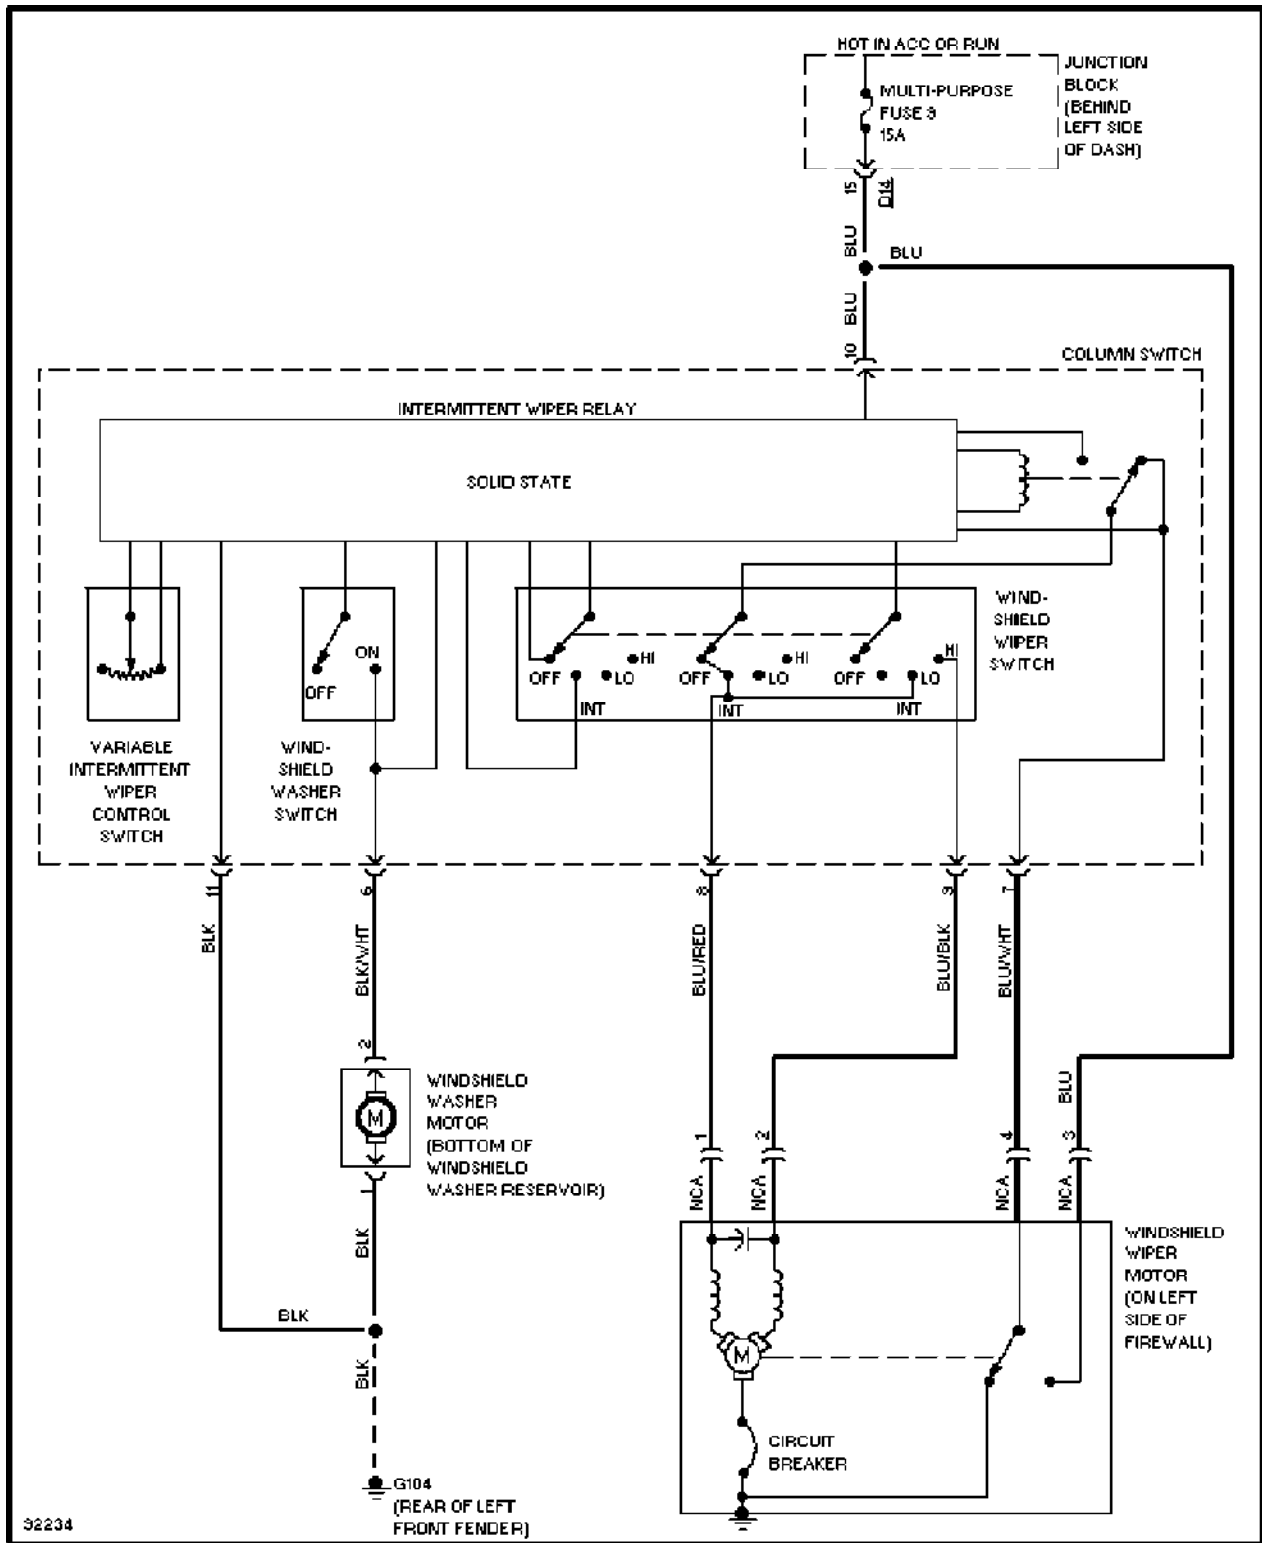 HOT IN ACC OR RUN
JUNCTION
BLOCK
(BEHIND
LEFT SIDE
OF DASH)
MULTI-PURPOSE
FUSE 9
15A
15
D14
BLU
BLU
BLU
10
COLUMN SWITCH
INTERMITTENT WIPER RELAY
SOLID STATE
WIND-
SHIELD
WIPER
SWITCH
ON
OFF
OFF
INT
LO
HI
OFF
INT
LO
HI
OFF
INT
LO
HI
VARIABLE
INTERMITTENT
WIPER
CONTROL
SWITCH
WIND-
SHIELD
WASHER
SWITCH
11
6
8
9
7
BLK
BLK/WHT
BLU/RED
BLU/BLK
BLU/WHT
2
M
1
WINDSHIELD
WASHER
MOTOR
(BOTTOM OF
WINDSHIELD
WASHER RESERVOIR)
BLU
1
2
4
3
NCA
NCA
NCA
NCA
BLK
BLK
BLK
WINDSHIELD
WIPER
MOTOR
(ON LEFT
SIDE OF
FIREWALL)
M
CIRCUIT
BREAKER
G104
(REAR OF LEFT
FRONT FENDER)
92234